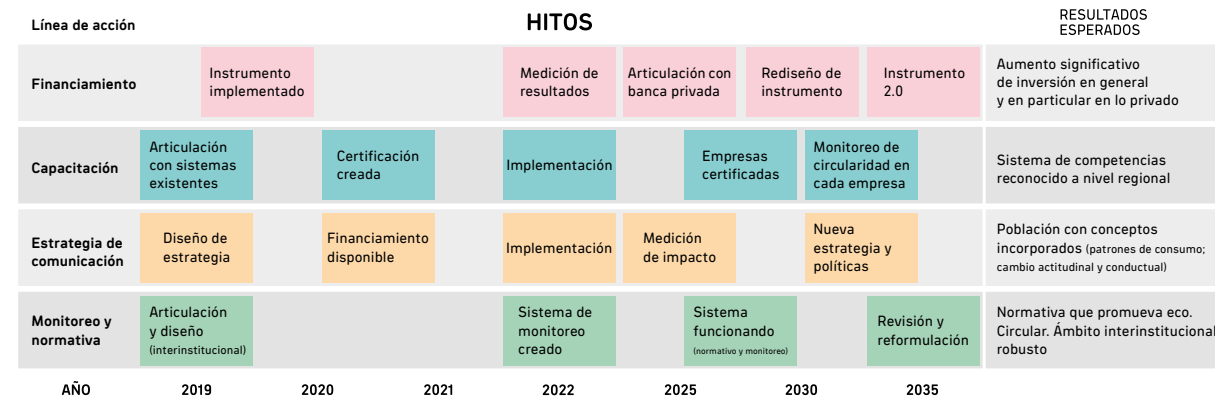 Línea de acción
HITOS
RESULTADOS
ESPERADOS
Financiamiento
Instrumento
implementado
Medición de
resultados
Articulación con
banca privada
Rediseño de
instrumento
Instrumento
2.0
Aumento significativo
de inversión en general
y en particular en lo privado
Capacitación
Articulación
con sistemas
existentes
Certificación
creada
Implementación
Empresas
certificadas
Monitoreo de
circularidad en
cada empresa
Sistema de competencias
reconocido a nivel regional
Estrategia de
comunicación
Diseño de
estrategia
Financiamiento
disponible
Implementación
Medición
de impacto
Nueva
estrategia y
políticas
Población con conceptos
incorporados (patrones de consumo;
cambio actitudinal y conductual)
Monitoreo y
normativa
Articulación
y diseño
(interinstitucional)
Sistema de
monitoreo
creado
Sistema
funcionando
(normativo y monitoreo)
Revisión y
reformulación
Normativa que promueva eco.
Circular. Ámbito interinstitucional
robusto
AÑO
2019
2020
2021
2022
2025
2030
2035